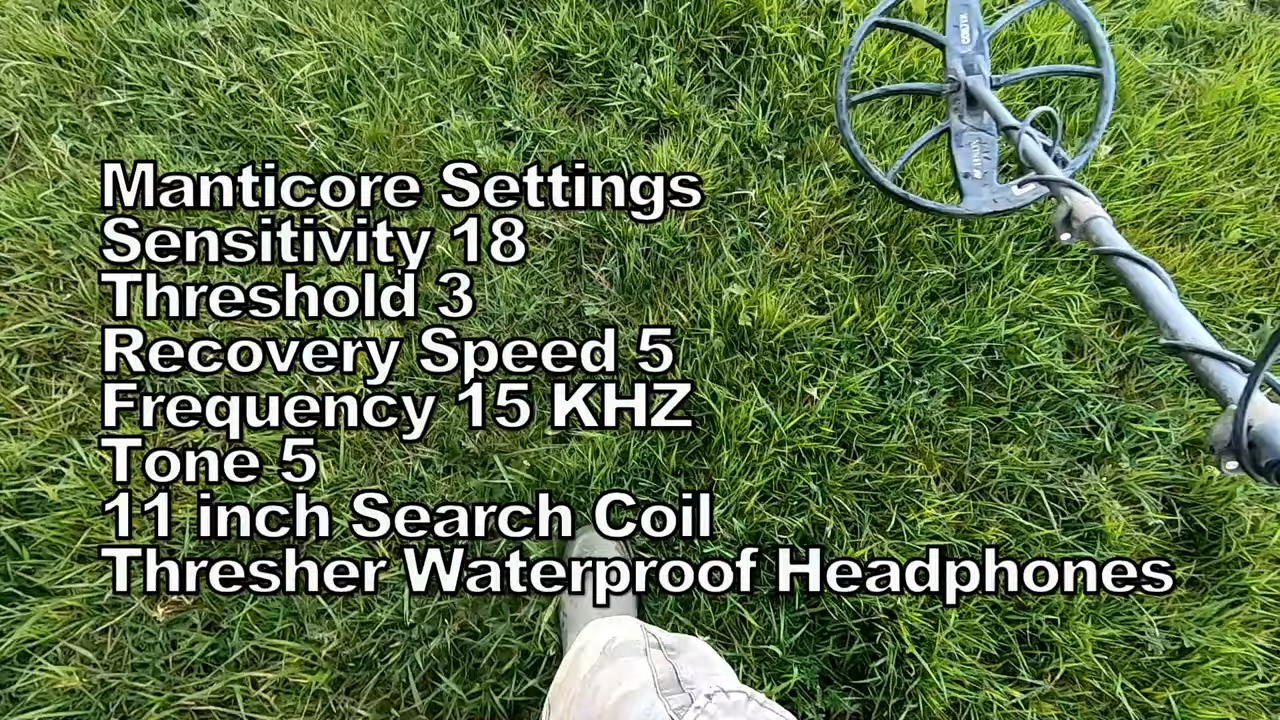 Manticore Settings
Sensitivity 18
Threshold 3
Recovery Speed 5
Frequency 15 KHZ
Tone 5
11 inch Search Coil
Thresher Waterproof Headphones